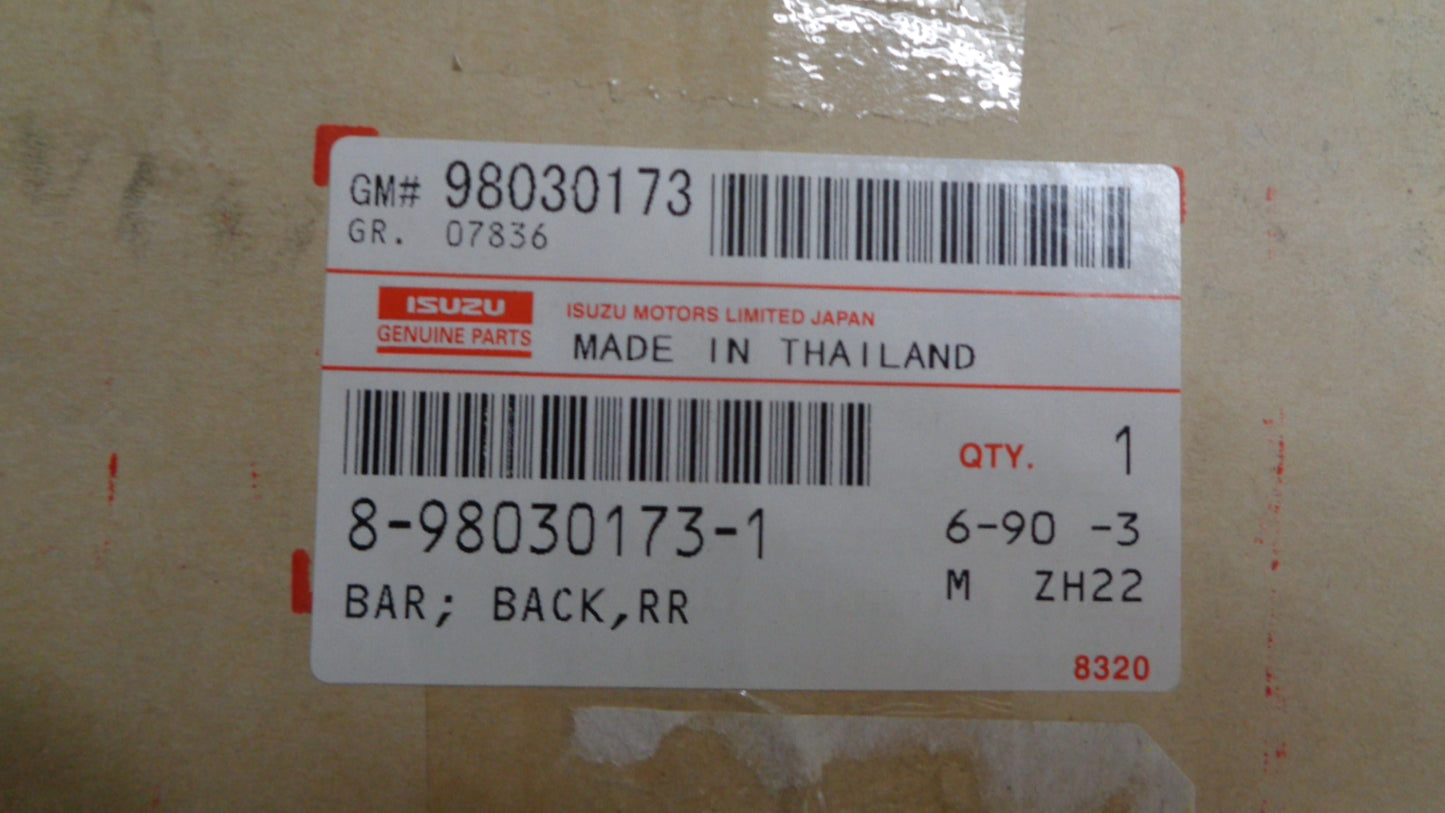 GM# 98030173
GR. 07836
ISUZU
GENUINE PARTS
ISUZU MOTORS LIMITED JAPAN
MADE IN THAILAND
QTY. 1
8-98030173-1
6-90 -3
BAR; BACK,RR
M ZH22
8320